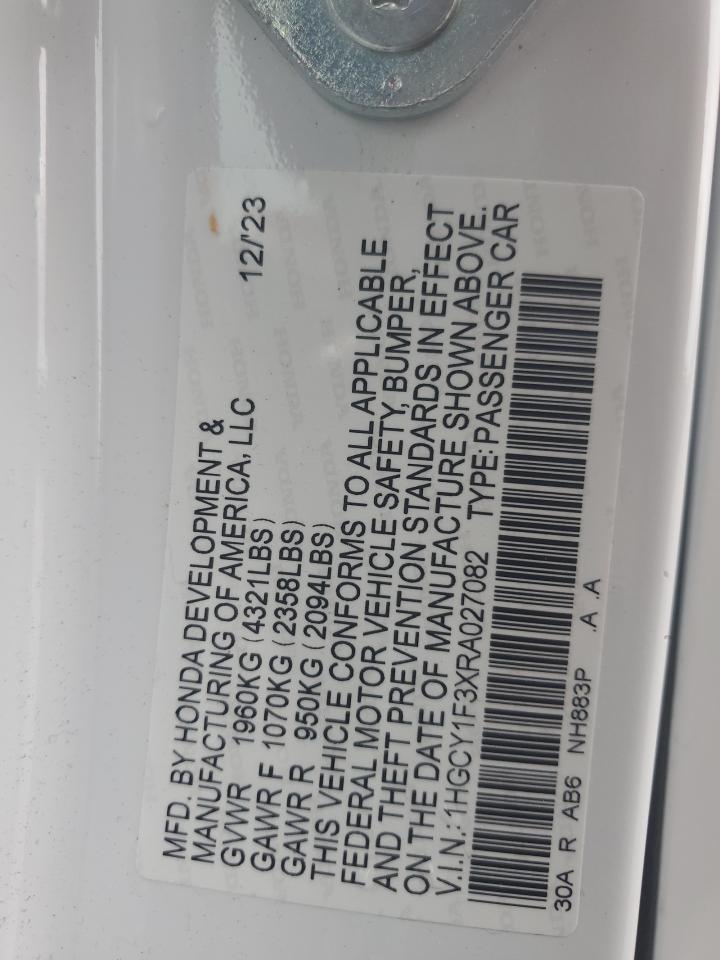 MFD. BY HONDA DEVELOPMENT &
MANUFACTURING OF AMERICA, LLC 12/'23
GVWR 1960KG (4321LBS)
GAWR F 1070KG (2358LBS)
GAWR R 950KG (2094LBS)
THIS VEHICLE CONFORMS TO ALL APPLICABLE
FEDERAL MOTOR VEHICLE SAFETY, BUMPER,
AND THEFT PREVENTION STANDARDS IN EFFECT
ON THE DATE OF MANUFACTURE SHOWN ABOVE.
V.I.N.: 1HGCY1F3XRA027082 TYPE: PASSENGER CAR
30A R AB6 NH883P .A .A